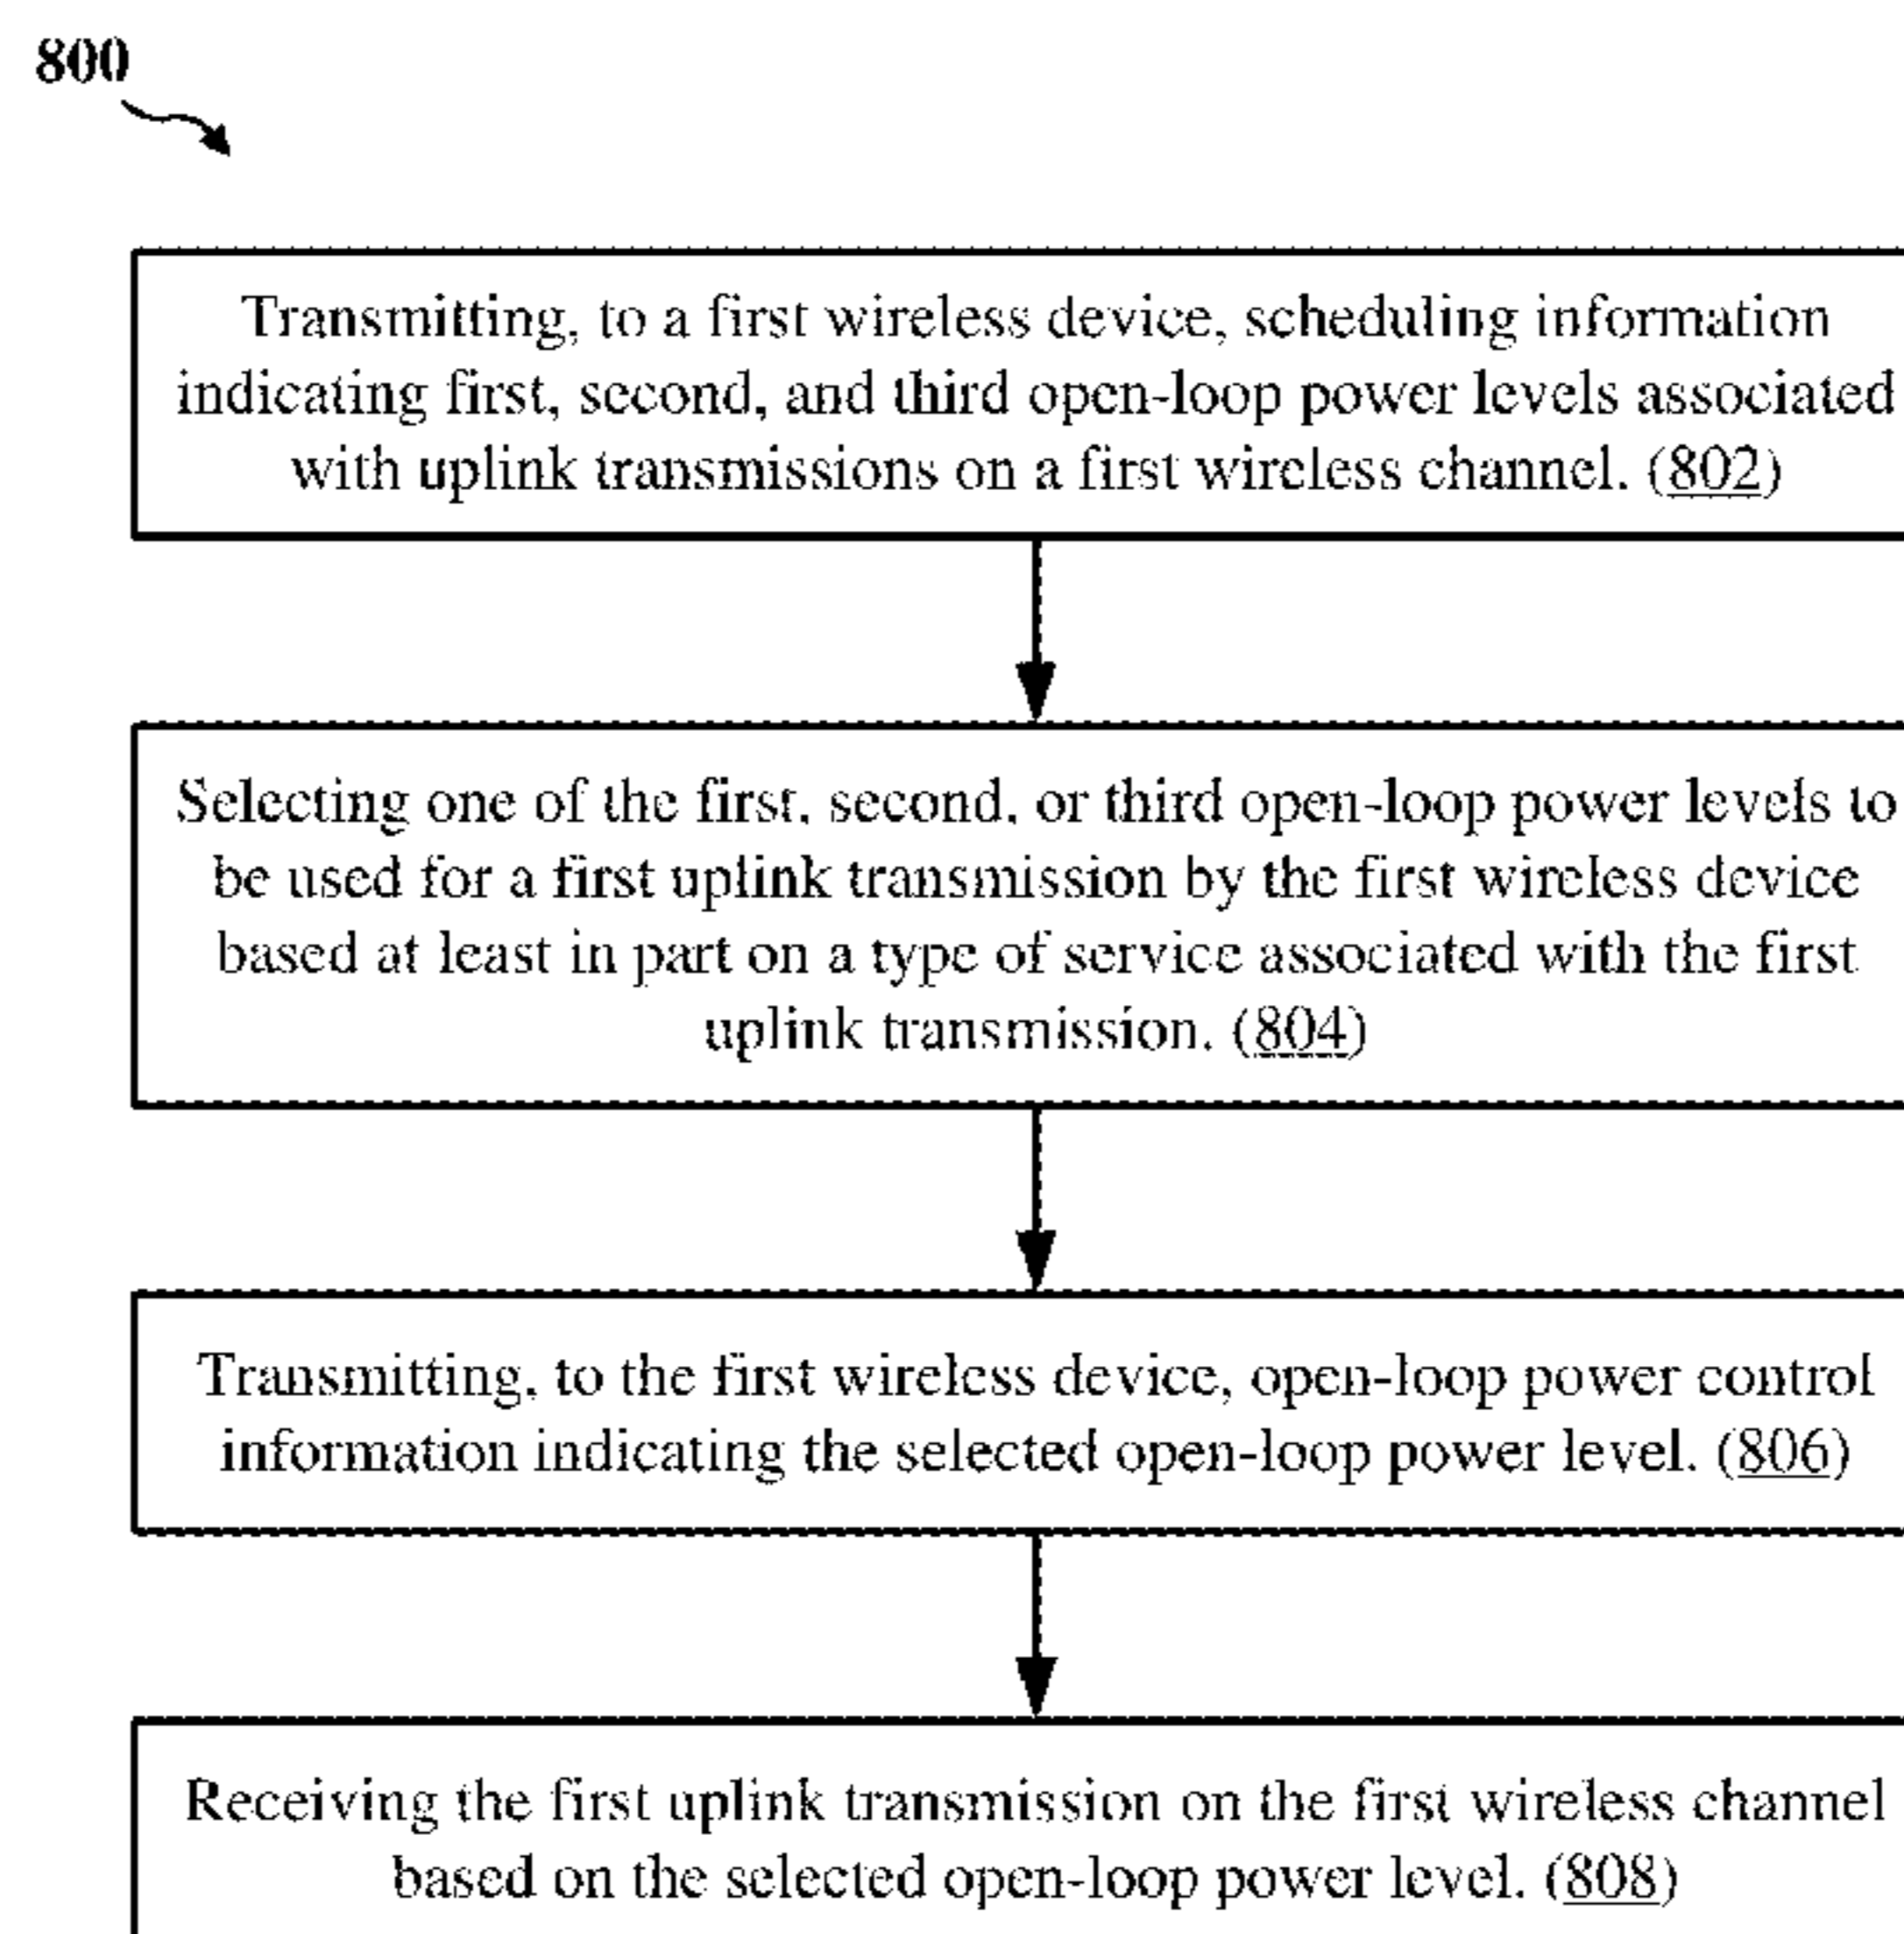 800
Transmitting, to a first wireless device, scheduling information
indicating first, second, and third open-loop power levels associated
with uplink transmissions on a first wireless channel. (802)
Selecting one of the first, second, or third open-loop power levels to
be used for a first uplink transmission by the first wireless device
based at least in part on a type of service associated with the first
uplink transmission. (804)
Transmitting, to the first wireless device, open-loop power control
information indicating the selected open-loop power level. (806)
Receiving the first uplink transmission on the first wireless channel
based on the selected open-loop power level. (808)